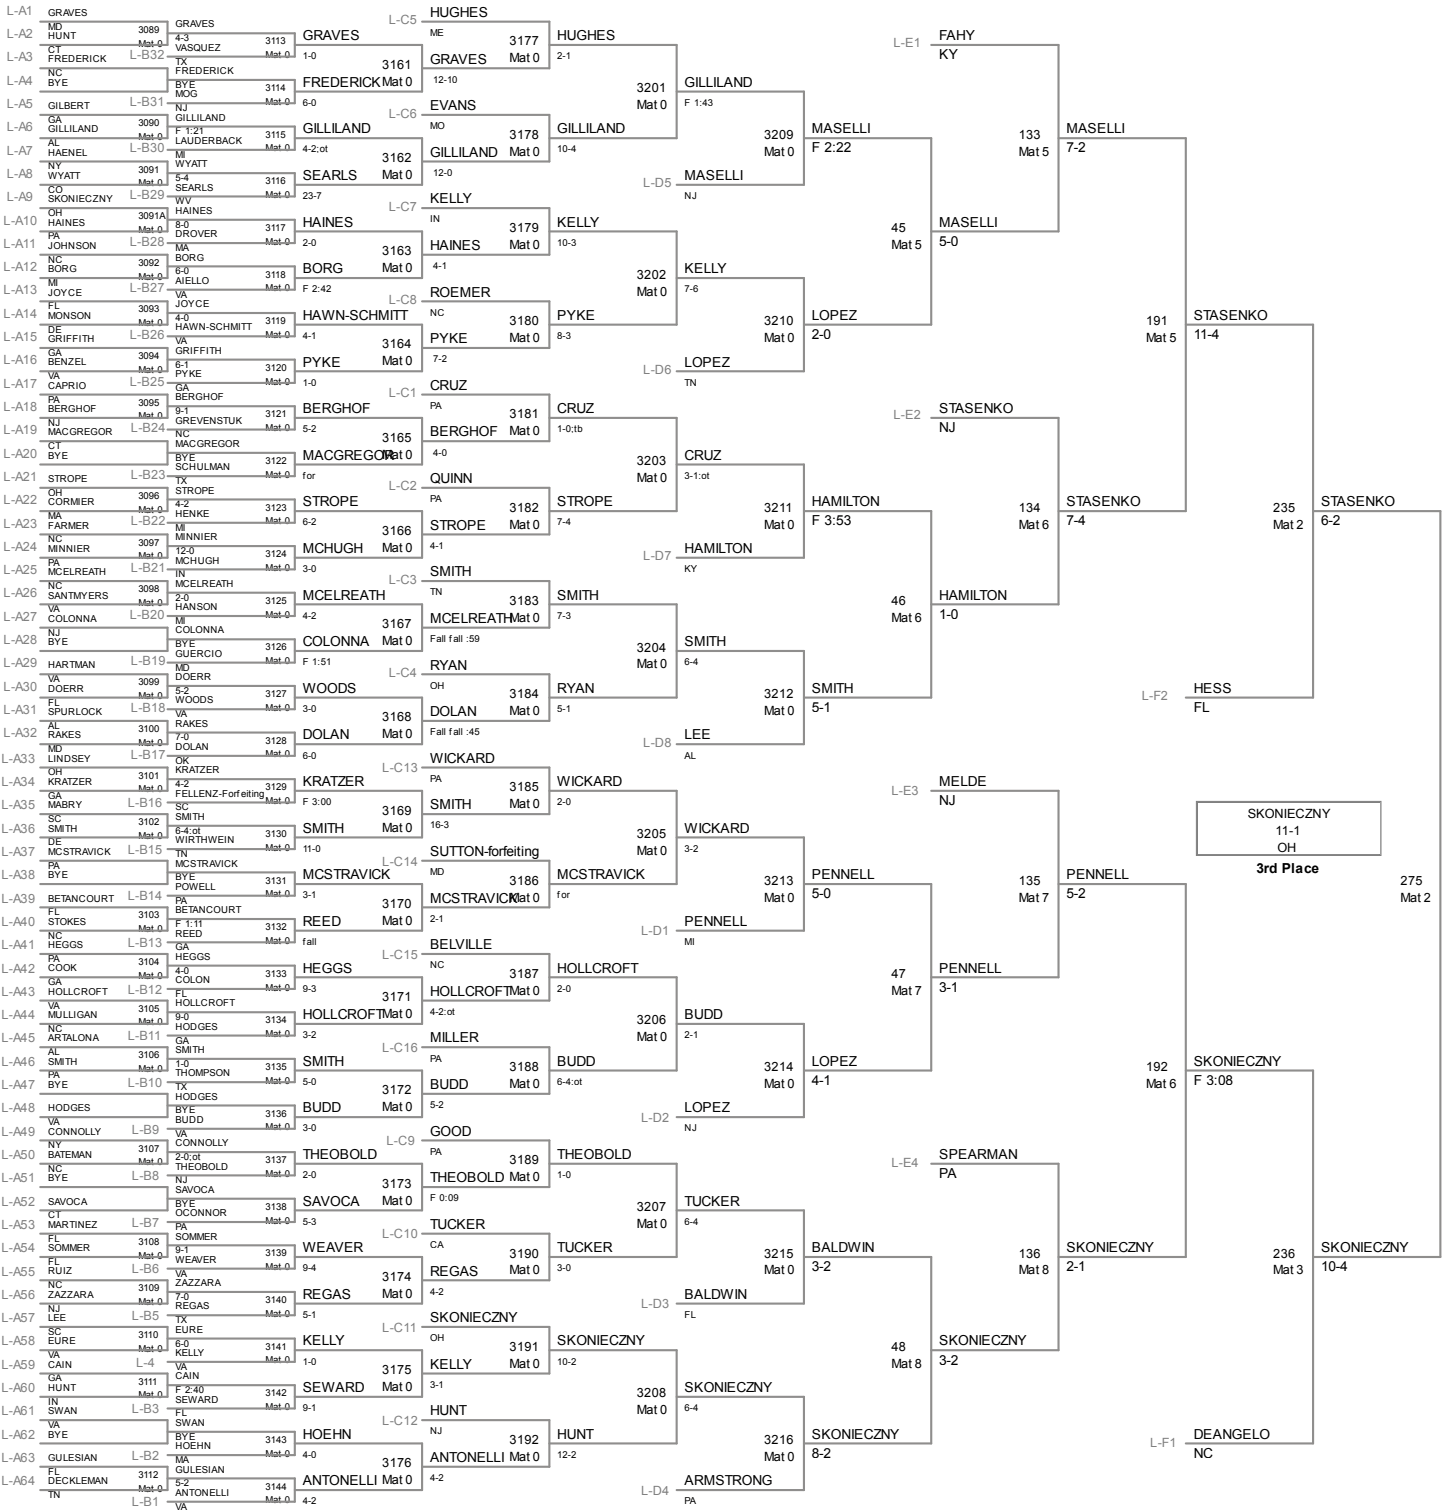 L-A1 GRAVES
MD
L-A2 HUNT
CT
L-A3 FREDERICK
NC
L-A4 BYE
L-A5 GILBERT
GA
L-A6 GILLILAND
AL
L-A7 HAENEL
NY
L-A8 WYATT
CO
L-A9 SKONIECZNY
OH
L-A10 HAINES
PA
L-A11 JOHNSON
NC
L-A12 BORG
MI
L-A13 JOYCE
FL
L-A14 MONSON
DE
L-A15 GRIFFITH
GA
L-A16 BENZEL
VA
L-A17 CAPRIO
PA
L-A18 BERGHOF
NJ
L-A19 MACGREGOR
CT
L-A20 BYE
L-A21 STROPE
OH
L-A22 CORMIER
MA
L-A23 FARMER
NC
L-A24 MINNIER
PA
L-A25 MCELREATH
NC
L-A26 SANTMYERS
VA
L-A27 COLONNA
NJ
L-A28 BYE
L-A29 HARTMAN
VA
L-A30 DOERR
FL
L-A31 SPURLOCK
AL
L-A32 RAKES
MD
L-A33 LINDSEY
OH
L-A34 KRATZER
GA
L-A35 MABRY
SC
L-A36 SMITH
DE
L-A37 MCSTRAVICK
PA
L-A38 BYE
L-A39 BETANCOURT
FL
L-A40 STOKES
NC
L-A41 HEGGS
PA
L-A42 COOK
GA
L-A43 HOLLCROFT
VA
L-A44 MULLIGAN
NC
L-A45 ARTALONA
AL
L-A46 SMITH
PA
L-A47 BYE
L-A48 HODGES
VA
L-A49 CONNOLLY
NY
L-A50 BATEMAN
NC
L-A51 BYE
L-A52 SAVOCA
CT
L-A53 MARTINEZ
FL
L-A54 SOMMER
FL
L-A55 RUIZ
NC
L-A56 ZAZZARA
NJ
L-A57 LEE
SC
L-A58 EURE
VA
L-A59 CAIN
GA
L-A60 HUNT
IN
L-A61 SWAN
VA
L-A62 BYE
L-A63 GULESIAN
FL
L-A64 DECKLEMAN
TN
3089 Mat 0
GRAVES
4-3
L-B32 VASQUEZ
TX
FREDERICK
BYE
L-B31 MOG
NJ
3090 Mat 0
GILLILAND
F 1:21
L-B30 LAUDERBACK
MI
3091 Mat 0
WYATT
5-4
L-B29 SEARLS
WV
3091A Mat 0
HAINES
8-0
L-B28 DROVER
MA
3092 Mat 0
BORG
6-0
L-B27 AIELLO
VA
3093 Mat 0
JOYCE
4-0
L-B26 HAWN-SCHMITT
VA
3094 Mat 0
GRIFFITH
6-1
L-B25 PYKE
GA
3095 Mat 0
BERGHOF
9-1
L-B24 GREVENSTUK
NC
MACGREGOR
BYE
L-B23 SCHULMAN
TX
3096 Mat 0
STROPE
4-2
L-B22 HENKE
MI
3097 Mat 0
MINNIER
12-0
L-B21 MCHUGH
IN
3098 Mat 0
MCELREATH
2-0
L-B20 HANSON
MI
COLONNA
BYE
L-B19 GUERCIO
MD
3099 Mat 0
DOERR
5-2
L-B18 WOODS
VA
3100 Mat 0
RAKES
7-0
L-B17 DOLAN
OK
3101 Mat 0
KRATZER
4-2
L-B16 FELLENZ-Forfeiting
SC
3102 Mat 0
SMITH
6-4:ot
L-B15 WIRTHWEIN
TN
MCSTRAVICK
BYE
L-B14 POWELL
PA
3103 Mat 0
BETANCOURT
F 1:11
L-B13 REED
GA
3104 Mat 0
HEGGS
4-0
L-B12 COLON
FL
3105 Mat 0
HOLLCROFT
9-0
L-B11 HODGES
GA
3106 Mat 0
SMITH
1-0
L-B10 THOMPSON
TX
HODGES
BYE
L-B9 BUDD
VA
3107 Mat 0
CONNOLLY
2-0;ot
L-B8 THEOBOLD
NJ
SAVOCA
BYE
L-B7 OCONNOR
PA
3108 Mat 0
SOMMER
9-1
L-B6 WEAVER
VA
3109 Mat 0
ZAZZARA
7-0
L-B5 REGAS
TX
3110 Mat 0
EURE
6-0
L-4 KELLY
VA
3111 Mat 0
CAIN
F 2:40
L-B3 SEWARD
FL
SWAN
BYE
L-B2 HOEHN
MA
3112 Mat 0
GULESIAN
5-2
L-B1 ANTONELLI
VA
3113 Mat 0
GRAVES
1-0
3114 Mat 0
FREDERICK
6-0
3115 Mat 0
GILLILAND
4-2;ot
3116 Mat 0
SEARLS
23-7
3117 Mat 0
HAINES
2-0
3118 Mat 0
BORG
F 2:42
3119 Mat 0
HAWN-SCHMITT
4-1
3120 Mat 0
PYKE
1-0
3121 Mat 0
BERGHOF
5-2
3122 Mat 0
MACGREGOR
for
3123 Mat 0
STROPE
6-2
3124 Mat 0
MCHUGH
3-0
3125 Mat 0
MCELREATH
4-2
3126 Mat 0
COLONNA
F 1:51
3127 Mat 0
WOODS
3-0
3128 Mat 0
DOLAN
6-0
3129 Mat 0
KRATZER
F 3:00
3130 Mat 0
SMITH
11-0
3131 Mat 0
MCSTRAVICK
3-1
3132 Mat 0
REED
fall
3133 Mat 0
HEGGS
9-3
3134 Mat 0
HOLLCROFT
3-2
3135 Mat 0
SMITH
5-0
3136 Mat 0
BUDD
3-0
3137 Mat 0
THEOBOLD
2-0
3138 Mat 0
SAVOCA
5-3
3139 Mat 0
WEAVER
9-4
3140 Mat 0
REGAS
5-1
3141 Mat 0
KELLY
1-0
3142 Mat 0
SEWARD
9-1
3143 Mat 0
HOEHN
4-0
3144 Mat 0
ANTONELLI
4-2
L-C5 HUGHES
ME
3161 Mat 0
GRAVES
12-10
L-C6 EVANS
MO
3162 Mat 0
GILLILAND
12-0
L-C7 KELLY
IN
3163 Mat 0
HAINES
4-1
L-C8 ROEMER
NC
3164 Mat 0
PYKE
7-2
L-C1 CRUZ
PA
3165 Mat 0
BERGHOF
4-0
L-C2 QUINN
PA
3166 Mat 0
STROPE
4-1
L-C3 SMITH
TN
3167 Mat 0
MCELREATH
Fall fall :59
L-C4 RYAN
OH
3168 Mat 0
DOLAN
Fall fall :45
L-C13 WICKARD
PA
3169 Mat 0
SMITH
16-3
L-C14 SUTTON-forfeiting
MD
3170 Mat 0
MCSTRAVICK
2-1
L-C15 BELVILLE
NC
3171 Mat 0
HOLLCROFT
4-2:ot
L-C16 MILLER
PA
3172 Mat 0
BUDD
5-2
L-C9 GOOD
PA
3173 Mat 0
THEOBOLD
F 0:09
L-C10 TUCKER
CA
3174 Mat 0
REGAS
4-2
L-C11 SKONIECZNY
OH
3175 Mat 0
KELLY
3-1
L-C12 HUNT
NJ
3176 Mat 0
ANTONELLI
4-2
3177 Mat 0
HUGHES
2-1
3178 Mat 0
GILLILAND
10-4
3179 Mat 0
KELLY
10-3
3180 Mat 0
PYKE
8-3
3181 Mat 0
CRUZ
1-0;tb
3182 Mat 0
STROPE
7-4
3183 Mat 0
SMITH
7-3
3184 Mat 0
RYAN
5-1
3185 Mat 0
WICKARD
2-0
3186 Mat 0
MCSTRAVICK
for
3187 Mat 0
HOLLCROFT
2-0
3188 Mat 0
BUDD
6-4:ot
3189 Mat 0
THEOBOLD
1-0
3190 Mat 0
TUCKER
3-0
3191 Mat 0
SKONIECZNY
10-2
3192 Mat 0
HUNT
12-2
3201 Mat 0
GILLILAND
F 1:43
L-D5 MASELLI
NJ
3202 Mat 0
KELLY
7-6
L-D6 LOPEZ
TN
3203 Mat 0
CRUZ
3-1:ot
L-D7 HAMILTON
KY
3204 Mat 0
SMITH
6-4
L-D8 LEE
AL
3205 Mat 0
WICKARD
3-2
L-D1 PENNELL
MI
3206 Mat 0
BUDD
2-1
L-D2 LOPEZ
NJ
3207 Mat 0
TUCKER
6-4
L-D3 BALDWIN
FL
3208 Mat 0
SKONIECZNY
6-4
L-D4 ARMSTRONG
PA
3209 Mat 0
MASELLI
F 2:22
3210 Mat 0
LOPEZ
2-0
3211 Mat 0
HAMILTON
F 3:53
3212 Mat 0
SMITH
5-1
3213 Mat 0
PENNELL
5-0
3214 Mat 0
LOPEZ
4-1
3215 Mat 0
BALDWIN
3-2
3216 Mat 0
SKONIECZNY
8-2
L-E1 FAHY
KY
45 Mat 5
MASELLI
5-0
L-E2 STASENKO
NJ
46 Mat 6
HAMILTON
1-0
L-E3 MELDE
NJ
47 Mat 7
PENNELL
3-1
L-E4 SPEARMAN
PA
48 Mat 8
SKONIECZNY
3-2
133 Mat 5
MASELLI
7-2
134 Mat 6
STASENKO
7-4
135 Mat 7
PENNELL
5-2
136 Mat 8
SKONIECZNY
2-1
191 Mat 5
STASENKO
11-4
L-F2 HESS
FL
192 Mat 6
SKONIECZNY
F 3:08
L-F1 DEANGELO
NC
235 Mat 2
STASENKO
6-2
236 Mat 3
SKONIECZNY
10-4
275 Mat 2
SKONIECZNY
11-1
OH
3rd Place